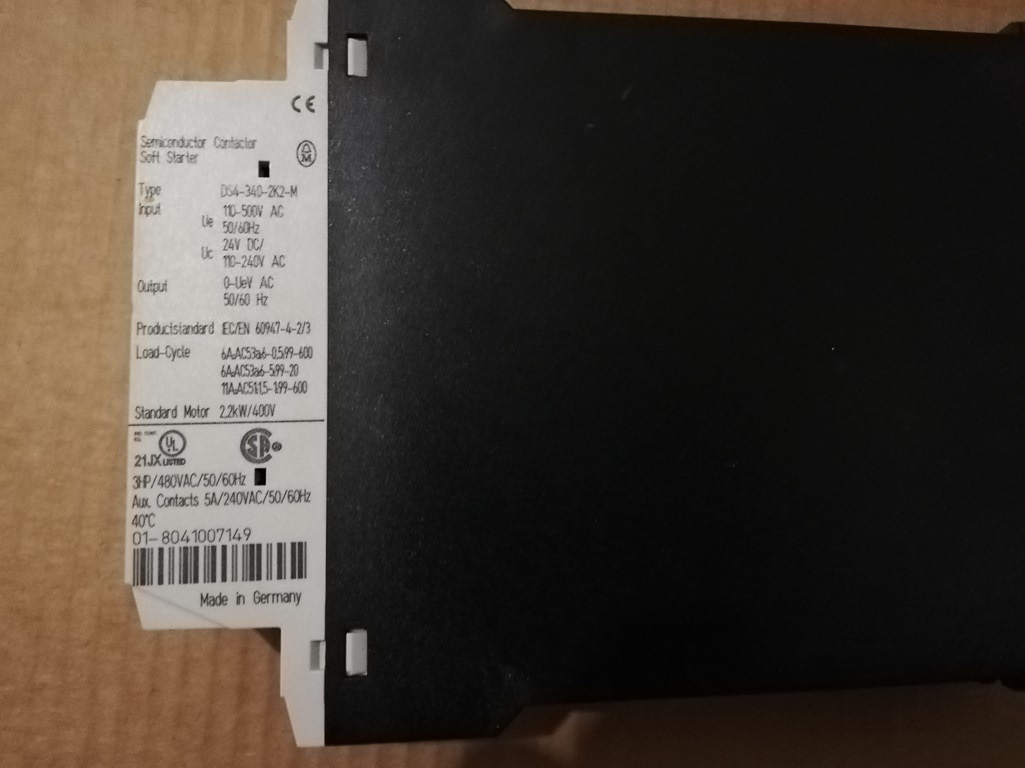 CE
Semiconductor Contactor
Soft Starter
Type DS4-340-2K2-M
Input Ue 110-500V AC
50/60Hz
Uc 24V DC/
110-240V AC
Output 0-UeV AC
50/60 Hz
Productstandard IEC/EN 60947-4-2/3
Load-Cycle 6A:AC53a:6-0,5:99-600
6A:AC53a:6-5:99-20
11A:AC51:1,5-1:99-600
Standard Motor 2,2kW/400V
UL
SA
21JX LISTED
3HP/480VAC/50/60Hz
Aux. Contacts 5A/240VAC/50/60Hz
40°C
01-8041007149
Made in Germany